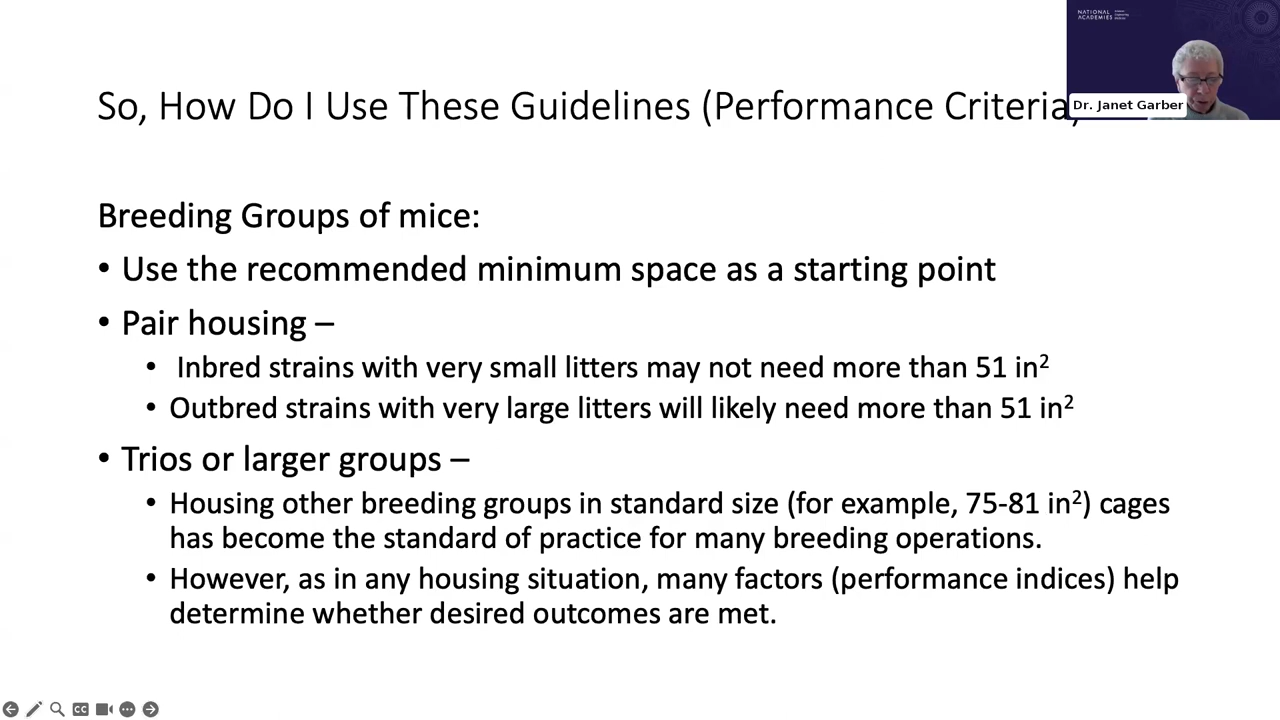 NATIONAL
ACADEMIES
Dr. Janet Garber
So, How Do I Use These Guidelines (Performance Criteria)
Breeding Groups of mice:
• Use the recommended minimum space as a starting point
• Pair housing –
• Inbred strains with very small litters may not need more than 51 in²
• Outbred strains with very large litters will likely need more than 51 in²
• Trios or larger groups –
• Housing other breeding groups in standard size (for example, 75-81 in²) cages
has become the standard of practice for many breeding operations.
• However, as in any housing situation, many factors (performance indices) help
determine whether desired outcomes are met.
CC